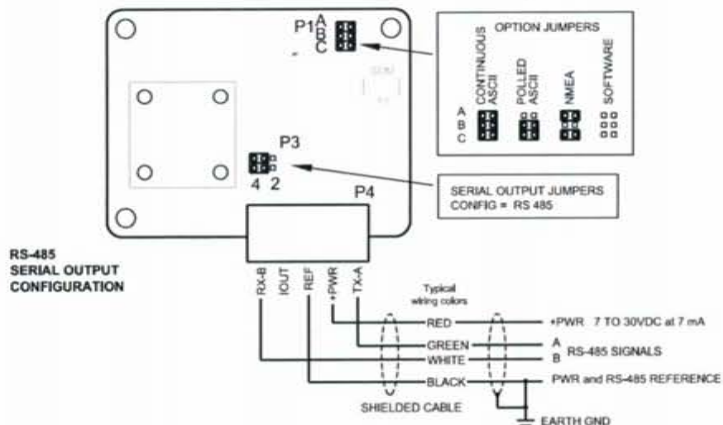 P1
A
B
C
OPTION JUMPERS
CONTINUOUS
ASCII
POLLED
ASCII
NMEA
SOFTWARE
A
B
C
P3
4 2
P4
SERIAL OUTPUT JUMPERS
CONFIG = RS 485
RS-485
SERIAL OUTPUT
CONFIGURATION
RX-B
IOUT
REF
+PWR
TX-A
Typical
wiring colors
RED
+PWR 7 TO 30VDC at 7 mA
GREEN
A
WHITE
B
RS-485 SIGNALS
BLACK
PWR and RS-485 REFERENCE
SHIELDED CABLE
EARTH GND